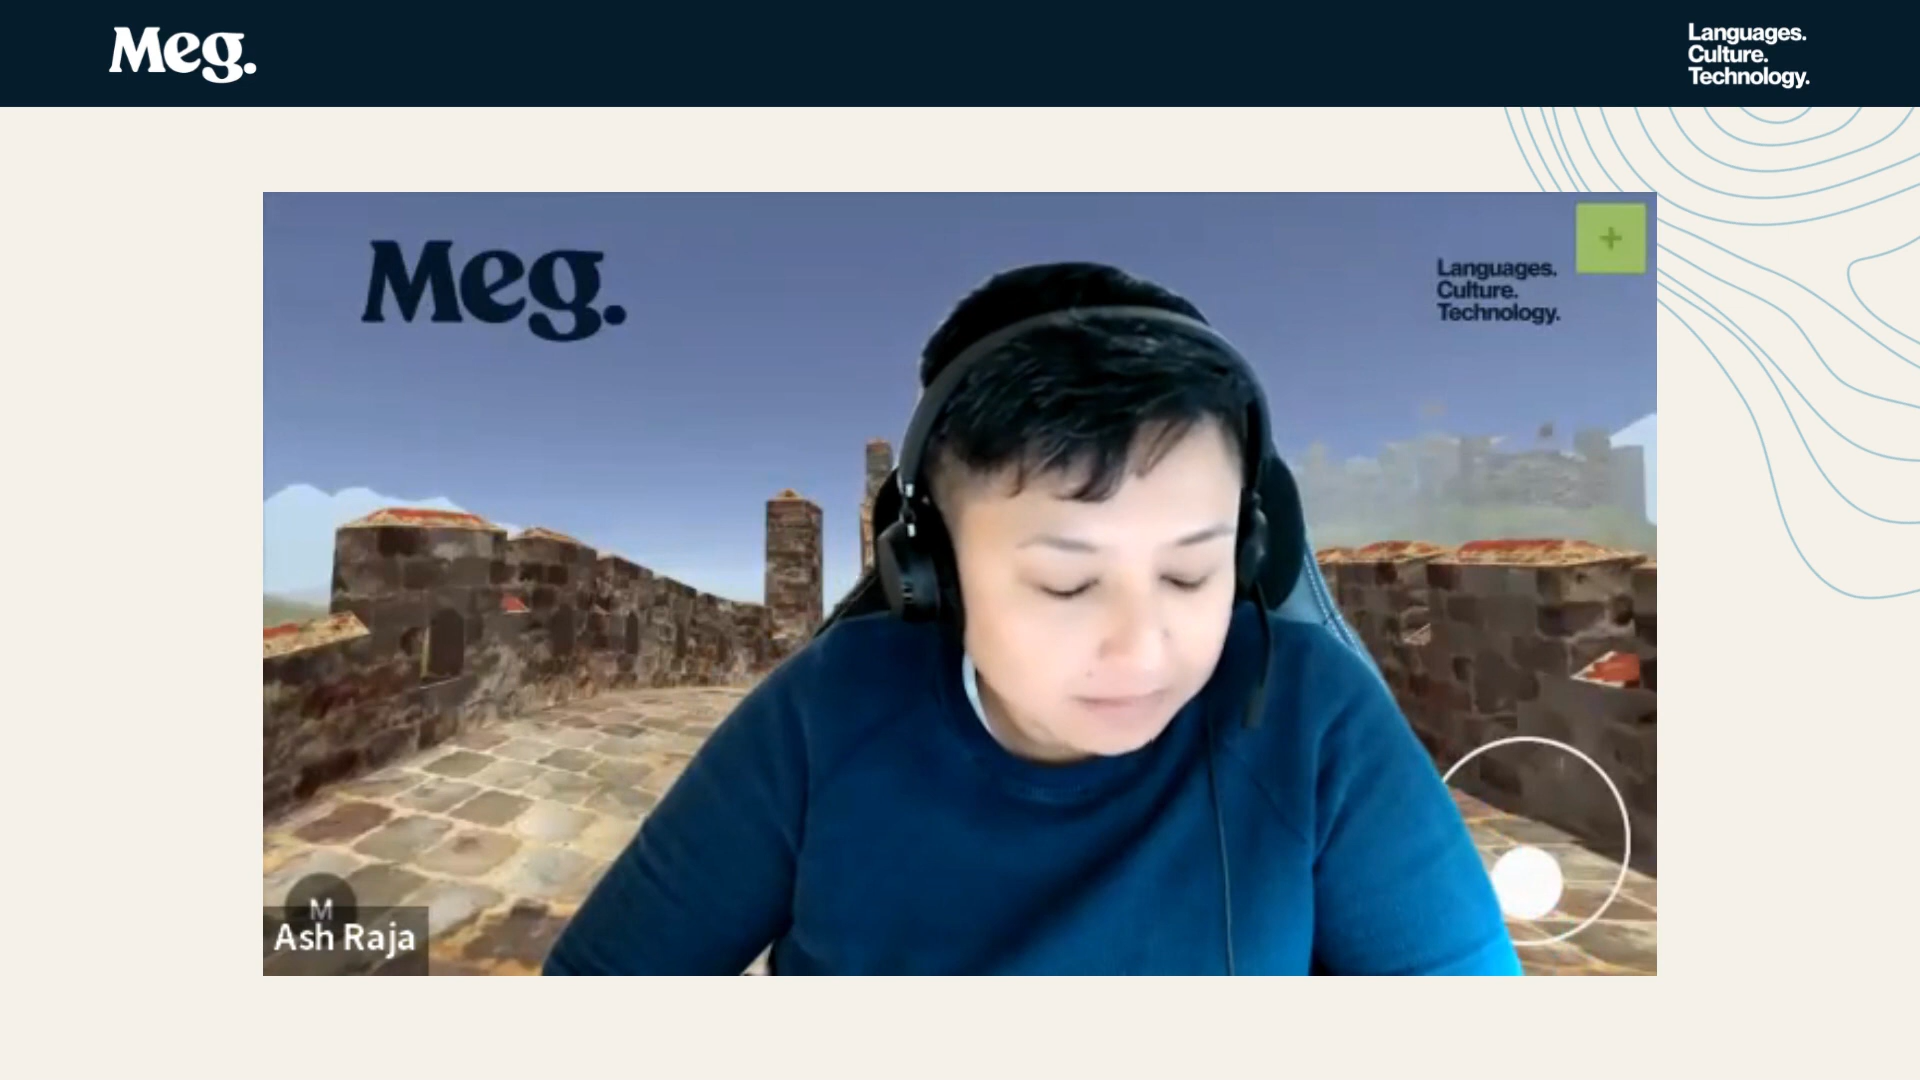 Meg.
Languages.
Culture.
Technology.
Meg.
Languages.
Culture.
Technology.
+
M
Ash Raja